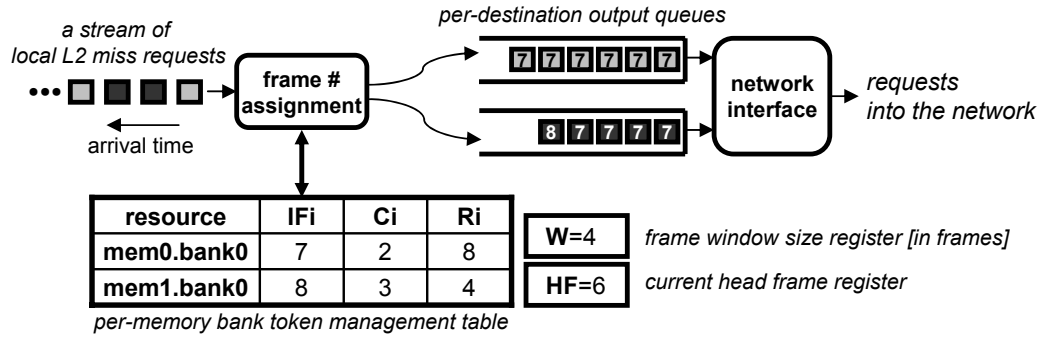 per-destination output queues
a stream of
local L2 miss requests
frame #
assignment
7 7 7 7 7 7
8 7 7 7 7
network
interface
requests
into the network
arrival time
resource IFi Ci Ri
mem0.bank0 7 2 8
mem1.bank0 8 3 4
W=4 frame window size register [in frames]
HF=6 current head frame register
per-memory bank token management table